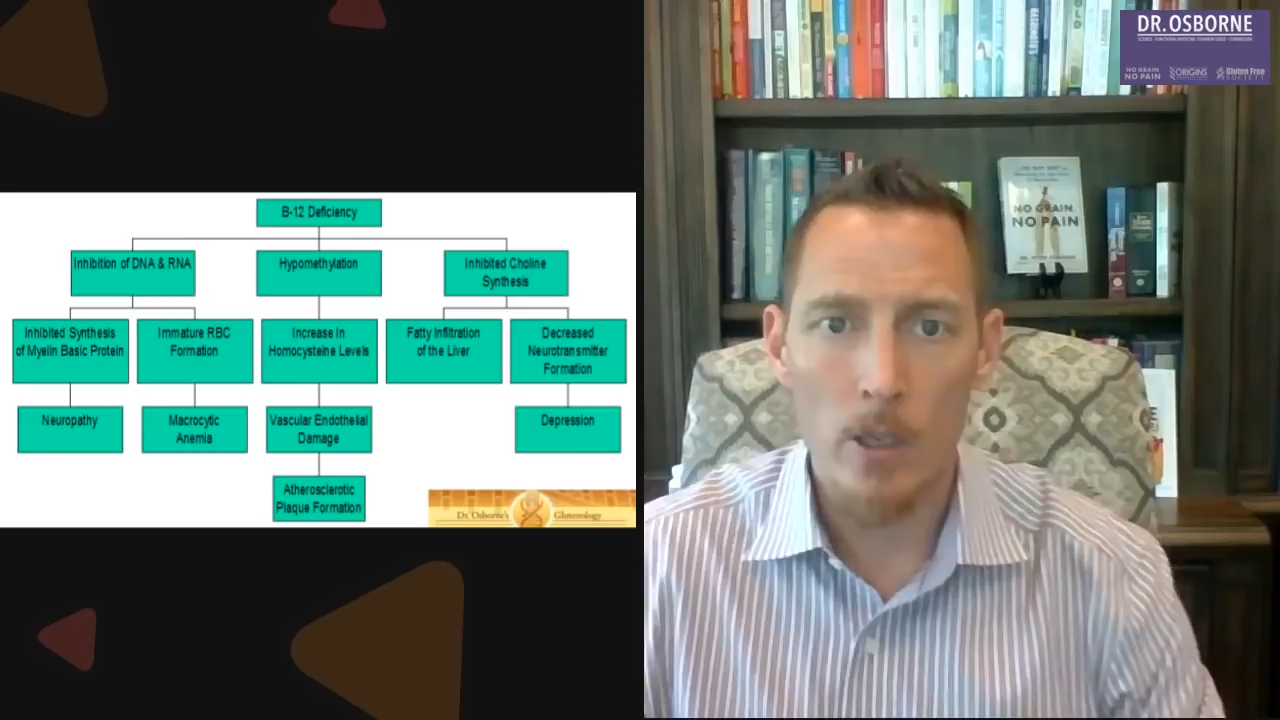 B-12 Deficiency
Inhibition of DNA & RNA
Hypomethylation
Inhibited Choline
Synthesis
Inhibited Synthesis
of Myelin Basic Protein
Immature RBC
Formation
Increase In
Homocysteine Levels
Fatty Infiltration
of the Liver
Decreased
Neurotransmitter
Formation
Neuropathy
Macrocytic
Anemia
Vascular Endothelial
Damage
Depression
Atherosclerotic
Plaque Formation
Dr. Osborne's Glutenology
DR. OSBORNE
NO GRAIN
NO PAIN
ORIGINS
Gluten Free
SOCIETY
NO GRAIN,
NO PAIN